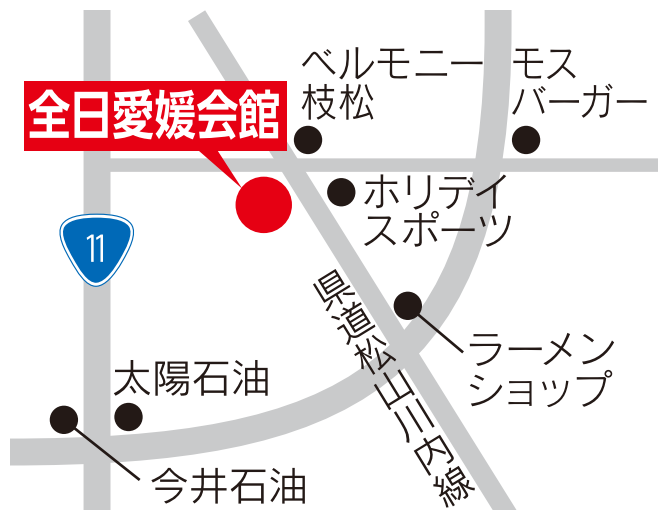 ベルモニー
枝松
モス
バーガー
全日愛媛会館
ホリデイ
スポーツ
11
県道松山川内線
ラーメン
ショップ
太陽石油
今井石油